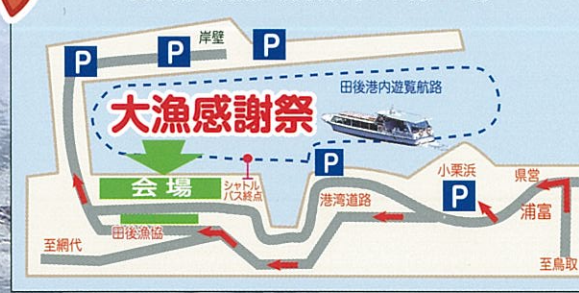 P
P
岸壁
P
田後港内遊覧航路
大漁感謝祭
P
会場
シャトル
バス終点
港湾道路
小栗浜
P
県営
浦富
田後漁協
至網代
至鳥取